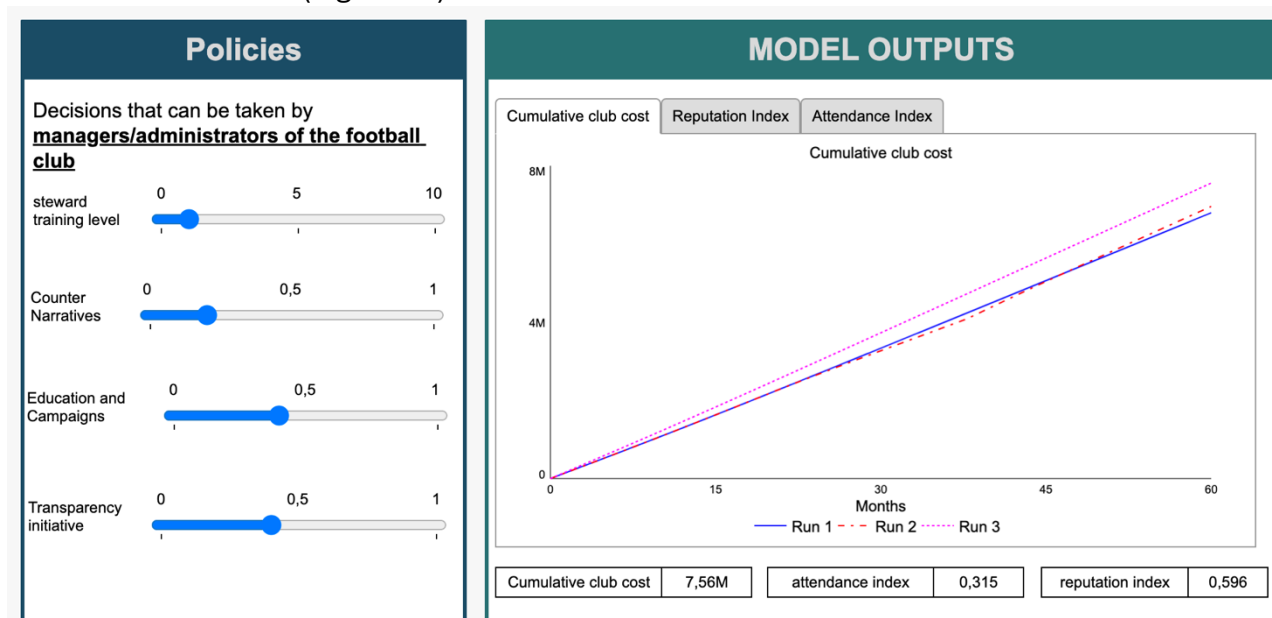 Policies
Decisions that can be taken by
managers/administrators of the football
club
0 5 10
steward
training level
0 0,5 1
Counter
Narratives
0 0,5 1
Education and
Campaigns
0 0,5 1
Transparency
initiative
MODEL OUTPUTS
Cumulative club cost Reputation Index Attendance Index
Cumulative club cost
8M
4M
0
0 15 30 45 60
Months
Run 1 Run 2 Run 3
Cumulative club cost 7,56M attendance index 0,315 reputation index 0,596